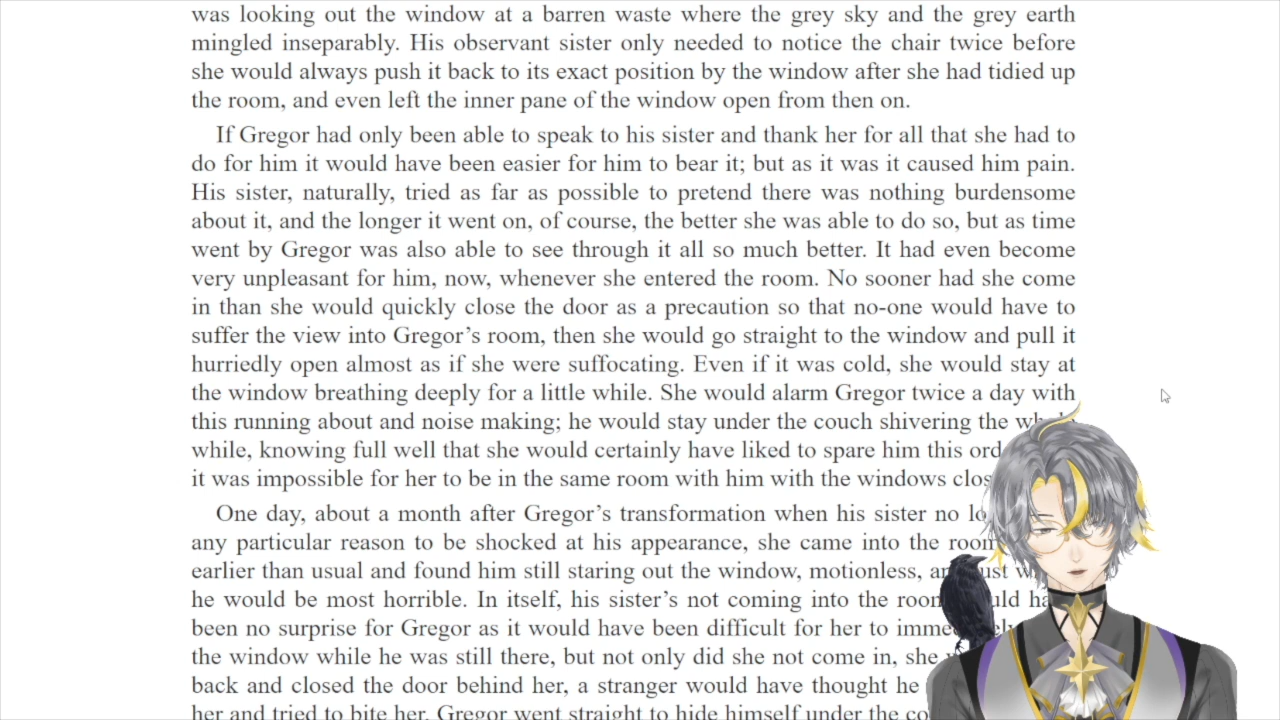 was looking out the window at a barren waste where the grey sky and the grey earth
mingled inseparably. His observant sister only needed to notice the chair twice before
she would always push it back to its exact position by the window after she had tidied up
the room, and even left the inner pane of the window open from then on.
If Gregor had only been able to speak to his sister and thank her for all that she had to
do for him it would have been easier for him to bear it; but as it was it caused him pain.
His sister, naturally, tried as far as possible to pretend there was nothing burdensome
about it, and the longer it went on, of course, the better she was able to do so, but as time
went by Gregor was also able to see through it all so much better. It had even become
very unpleasant for him, now, whenever she entered the room. No sooner had she come
in than she would quickly close the door as a precaution so that no-one would have to
suffer the view into Gregor’s room, then she would go straight to the window and pull it
hurriedly open almost as if she were suffocating. Even if it was cold, she would stay at
the window breathing deeply for a little while. She would alarm Gregor twice a day with
this running about and noise making; he would stay under the couch shivering the
while, knowing full well that she would certainly have liked to spare him this
it was impossible for her to be in the same room with him with the windows
One day, about a month after Gregor’s transformation when his sister no
any particular reason to be shocked at his appearance, she came into the room
earlier than usual and found him still staring out the window, motionless,
he would be most horrible. In itself, his sister’s not coming into the
been no surprise for Gregor as it would have been difficult for her to
the window while he was still there, but not only did she not come in, she
back and closed the door behind her, a stranger would have thought he
her and tried to bite her. Gregor went straight to hide himself under the